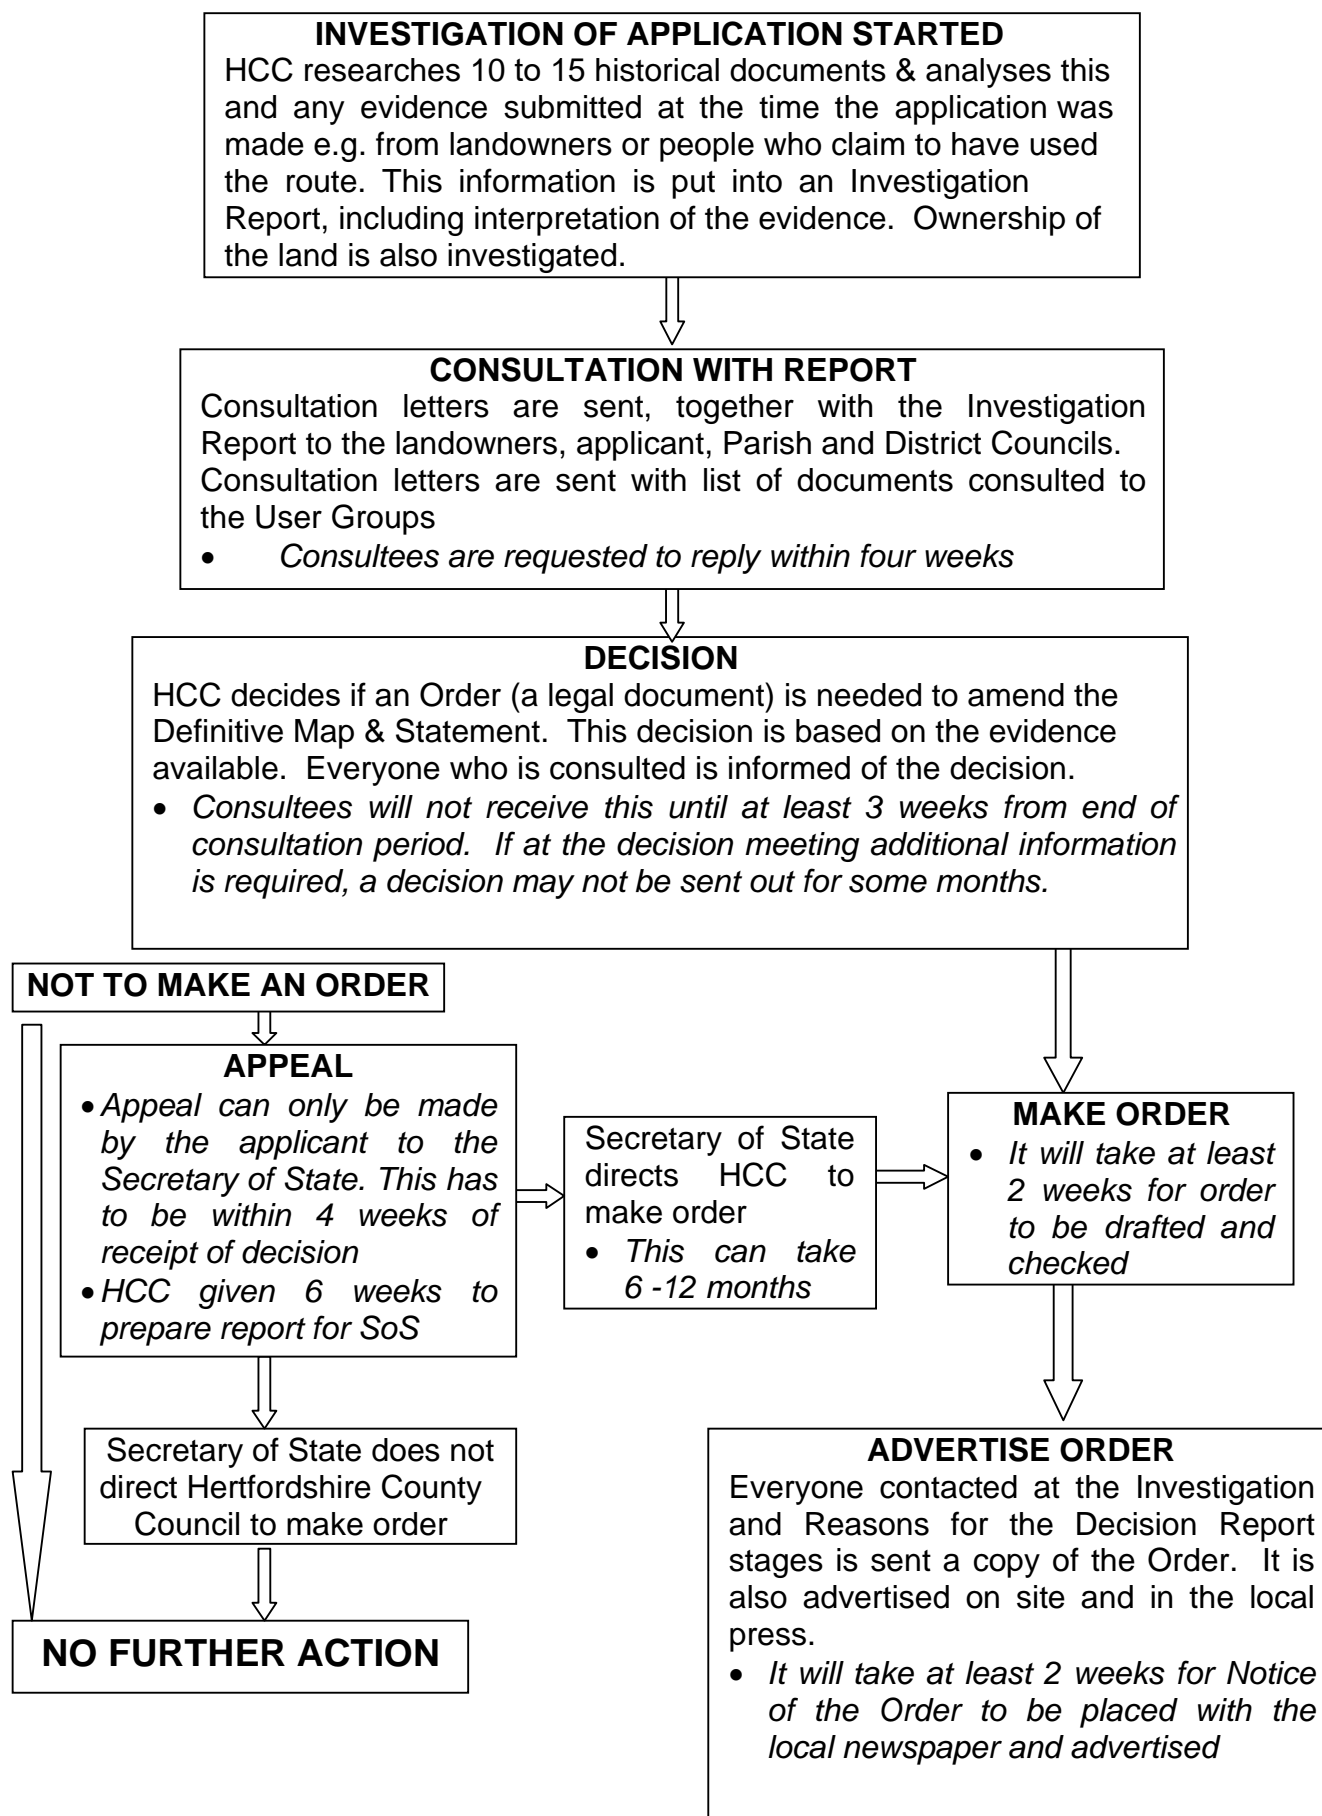 INVESTIGATION OF APPLICATION STARTED
HCC researches 10 to 15 historical documents & analyses this
and any evidence submitted at the time the application was
made e.g. from landowners or people who claim to have used
the route. This information is put into an Investigation
Report, including interpretation of the evidence. Ownership of
the land is also investigated.
CONSULTATION WITH REPORT
Consultation letters are sent, together with the Investigation
Report to the landowners, applicant, Parish and District Councils.
Consultation letters are sent with list of documents consulted to
the User Groups
• Consultees are requested to reply within four weeks
DECISION
HCC decides if an Order (a legal document) is needed to amend the
Definitive Map & Statement. This decision is based on the evidence
available. Everyone who is consulted is informed of the decision.
• Consultees will not receive this until at least 3 weeks from end of
consultation period. If at the decision meeting additional information
is required, a decision may not be sent out for some months.
NOT TO MAKE AN ORDER
APPEAL
• Appeal can only be made
by the applicant to the
Secretary of State. This has
to be within 4 weeks of
receipt of decision
• HCC given 6 weeks to
prepare report for SoS
Secretary of State
directs HCC to
make order
• This can take
6 -12 months
MAKE ORDER
• It will take at least
2 weeks for order
to be drafted and
checked
Secretary of State does not
direct Hertfordshire County
Council to make order
NO FURTHER ACTION
ADVERTISE ORDER
Everyone contacted at the Investigation
and Reasons for the Decision Report
stages is sent a copy of the Order. It is
also advertised on site and in the local
press.
• It will take at least 2 weeks for Notice
of the Order to be placed with the
local newspaper and advertised